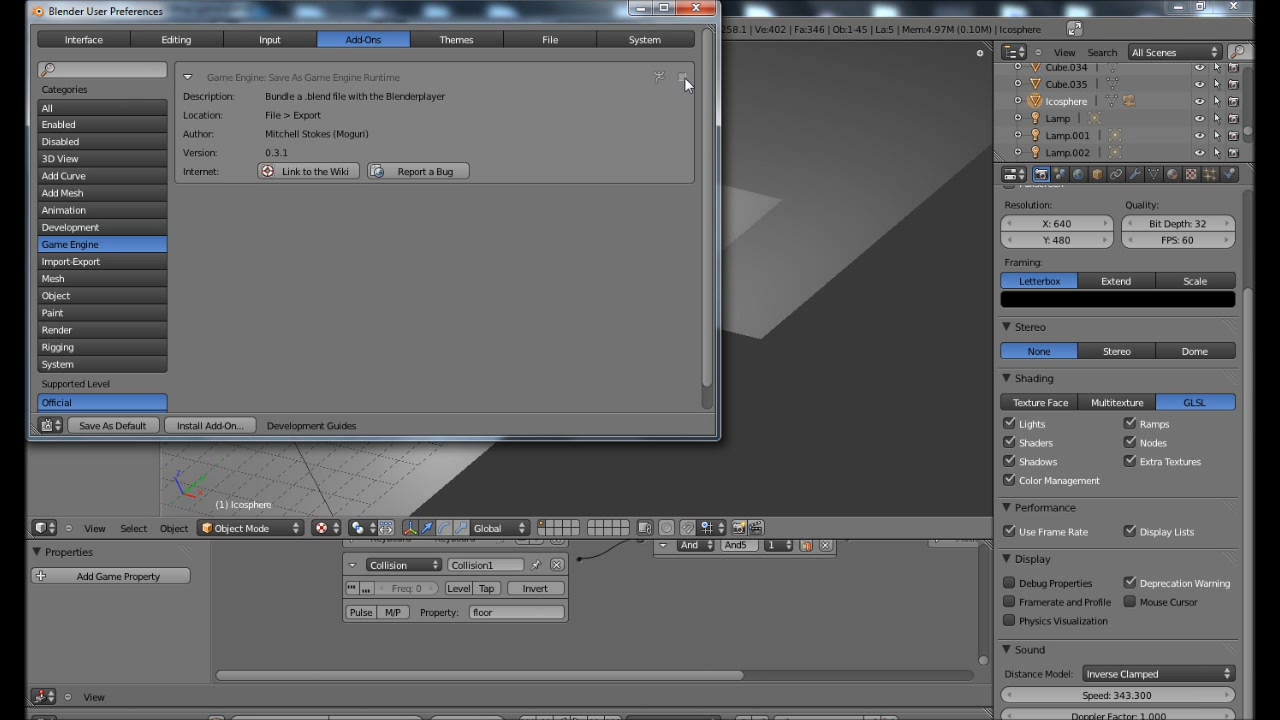 Blender User Preferences
Interface
Editing
Input
Add-Ons
Themes
File
System
Categories
All
Enabled
Disabled
3D View
Add Curve
Add Mesh
Animation
Development
Game Engine
Import-Export
Mesh
Object
Paint
Render
Rigging
System
Supported Level
Official
Game Engine: Save As Game Engine Runtime
Description: Bundle a .blend file with the Blenderplayer
Location: File > Export
Author: Mitchell Stokes (Moguri)
Version: 0.3.1
Internet: Link to the Wiki Report a Bug
Save As Default
Install Add-On...
Development Guides
258.1 | Ve:402 | Fa:346 | Ob:1-45 | La:5 | Mem:4.97M (0.10M) | Icosphere
View Search All Scenes
Cube.034
Cube.035
Icosphere
Lamp
Lamp.001
Lamp.002
Resolution:
Quality:
X: 640
Bit Depth: 32
Y: 480
FPS: 60
Framing:
Letterbox
Extend
Scale
Stereo
None
Stereo
Dome
Shading
Texture Face
Multitexture
GLSL
Lights
Ramps
Shaders
Nodes
Shadows
Extra Textures
Color Management
Performance
Use Frame Rate
Display Lists
Display
Debug Properties
Deprecation Warning
Framerate and Profile
Mouse Cursor
Physics Visualization
Sound
Distance Model: Inverse Clamped
Speed: 343.300
Doppler Factor: 1.000
(1) Icosphere
View Select Object Object Mode Global
Properties
Add Game Property
And And5 1
Collision Collision1
Freq: 0 Level Tap Invert
Pulse M/P Property: floor
View